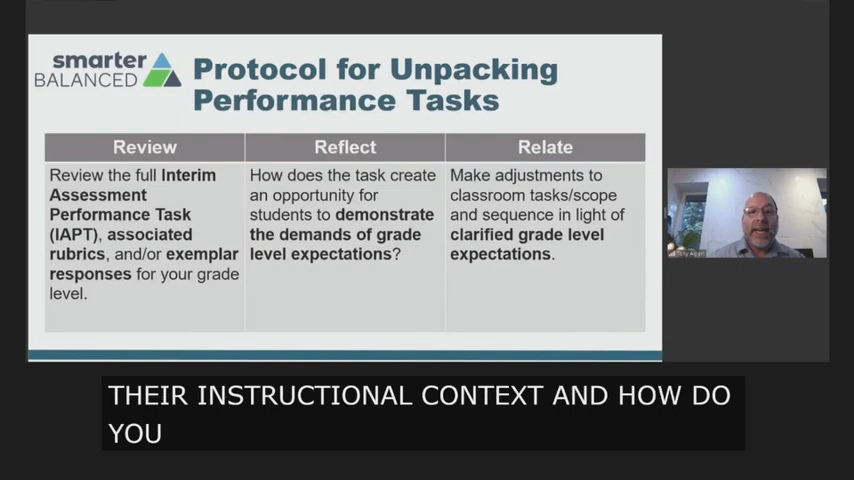 smarter
BALANCED
Protocol for Unpacking
Performance Tasks
Review
Reflect
Relate
Review the full Interim
Assessment
Performance Task
(IAPT), associated
rubrics, and/or exemplar
responses for your grade
level.
How does the task create
an opportunity for
students to demonstrate
the demands of grade
level expectations?
Make adjustments to
classroom tasks/scope
and sequence in light of
clarified grade level
expectations.
Tony Alpert
THEIR INSTRUCTIONAL CONTEXT AND HOW DO
YOU